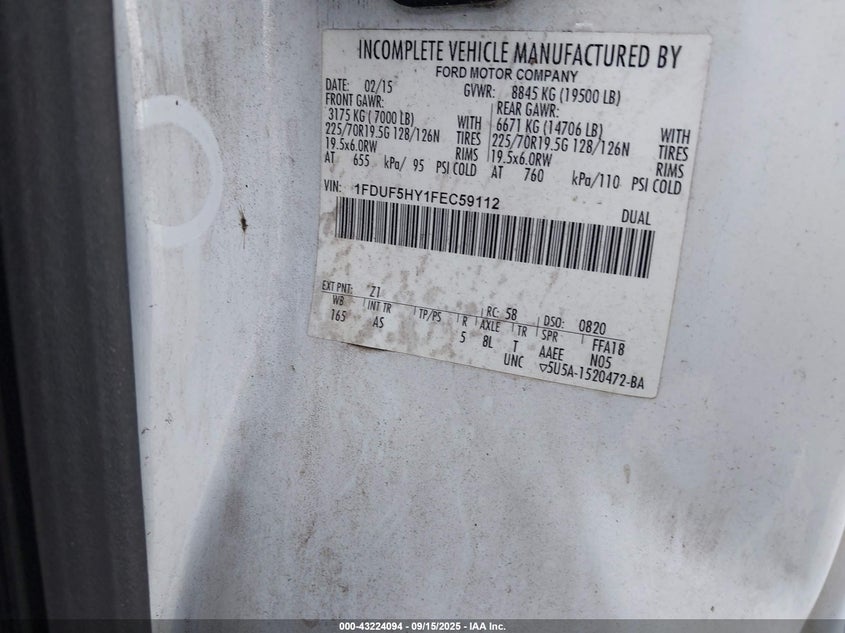 INCOMPLETE VEHICLE MANUFACTURED BY
FORD MOTOR COMPANY
DATE: 02/15 GVWR: 8845 KG (19500 LB)
FRONT GAWR: REAR GAWR:
3175 KG (7000 LB) WITH 6671 KG (14706 LB) WITH
225/70R19.5G 128/126N TIRES 225/70R19.5G 128/126N TIRES
19.5x6.0RW RIMS 19.5x6.0RW RIMS
AT 655 kPa/ 95 PSI COLD AT 760 kPa/110 PSI COLD
VIN: 1FDUF5HY1FEC59112 DUAL
EXT PNT: Z1 RC: 58 DSO: 0820
WB INT TR TP/PS R AXLE TR SPR FFA18
165 AS 5 8L T AAEE N05
UNC ▽5U5A-1520472-BA
000-43224094 - 09/15/2025 - IAA Inc.